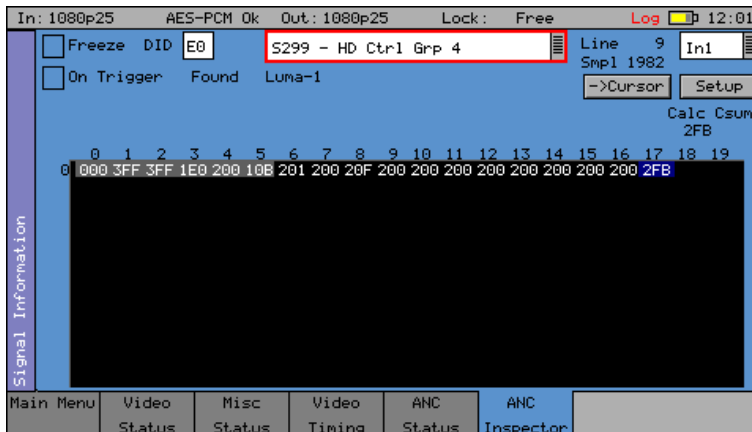 In: 1080p25 AES-PCM Ok Out: 1080p25 Lock: Free Log 12:01
Freeze DID E0 S299 - HD Ctrl Grp 4 Line 9 In1
Smpl 1982
On Trigger Found Luma-1
->Cursor Setup
Calc Csum
2FB
0 1 2 3 4 5 6 7 8 9 10 11 12 13 14 15 16 17 18 19
0 000 3FF 3FF 1E0 200 10B 201 200 20F 200 200 200 200 200 200 200 200 2FB
Signal Information
Main Menu Video Misc Video ANC ANC
Status Status Timing Status Inspector